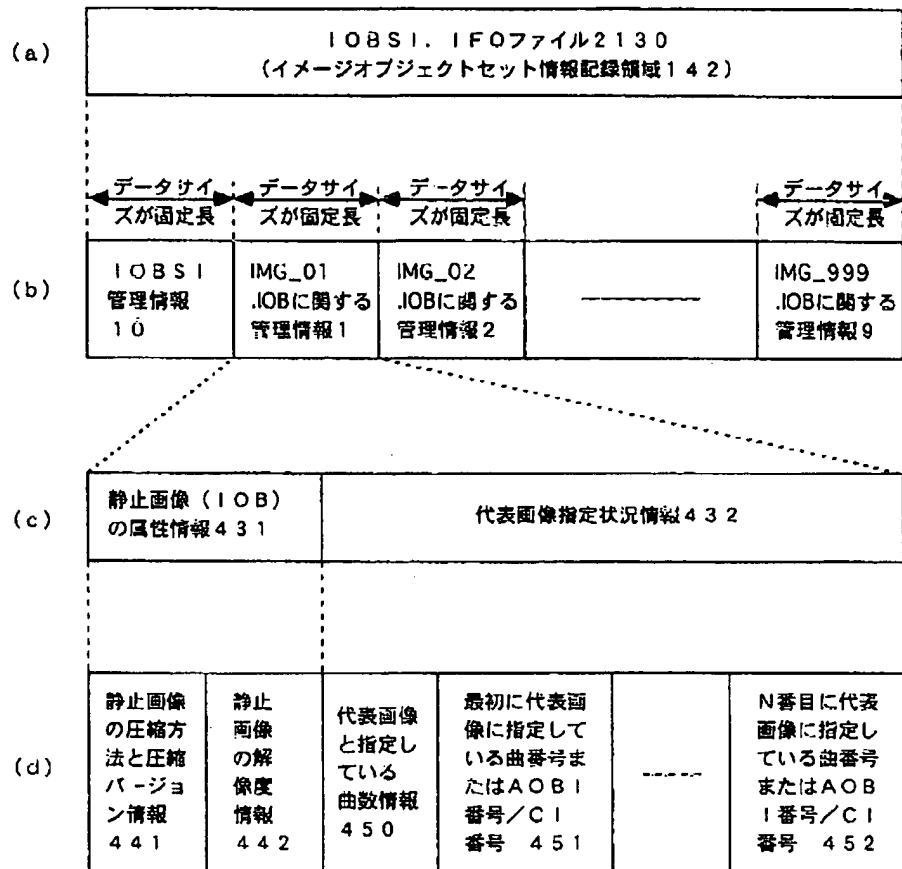 (a)
IOBSI. IFOファイル2130
(イメージオブジェクトセット情報記録領域142)
データサイ
ズが固定長
データサイ
ズが固定長
データサイ
ズが固定長
データサイ
ズが固定長
(b)
IOBSI
管理情報
10
IMG_01
.IOBに関する
管理情報1
IMG_02
.IOBに関する
管理情報2
IMG_999
.IOBに関する
管理情報9
(c)
静止画像(IOB)
の属性情報431
代表画像指定状況情報432
(d)
静止画像
の圧縮方
法と圧縮
バージョ
ン情報
441
静止
画像
の解
像度
情報
442
代表画像
と指定し
ている
曲数情報
450
最初に代表画
像に指定して
いる曲番号ま
たはAOBI
番号/CI
番号 451
N番目に代表
画像に指定し
ている曲番号
またはAOB
I番号/CI
番号 452